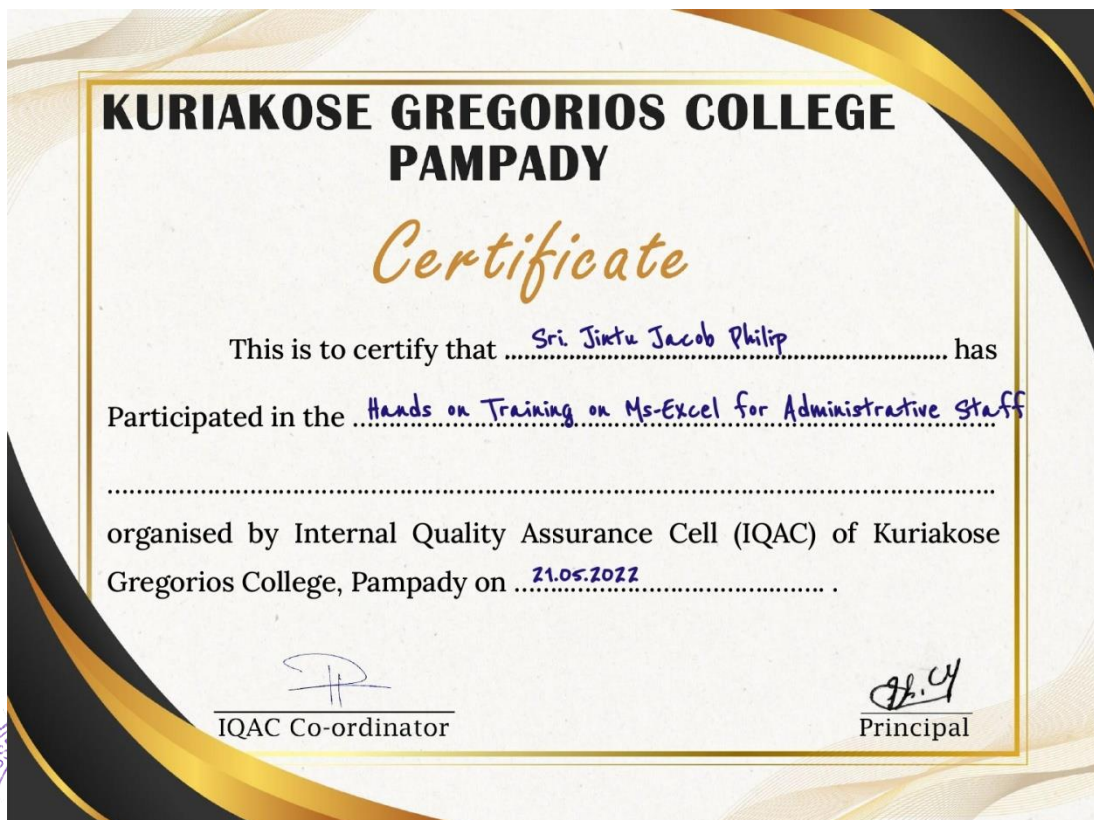 KURIAKOSE GREGORIOS COLLEGE
PAMPADY
Certificate
This is to certify that ..... Sri. Jintu Jacob Philip ..... has
Participated in the ... Hands on Training on Ms-Excel for Administrative Staff
organised by Internal Quality Assurance Cell (IQAC) of Kuriakose
Gregorios College, Pampady on ... 21.05.2022 ..... .
IQAC Co-ordinator
Principal